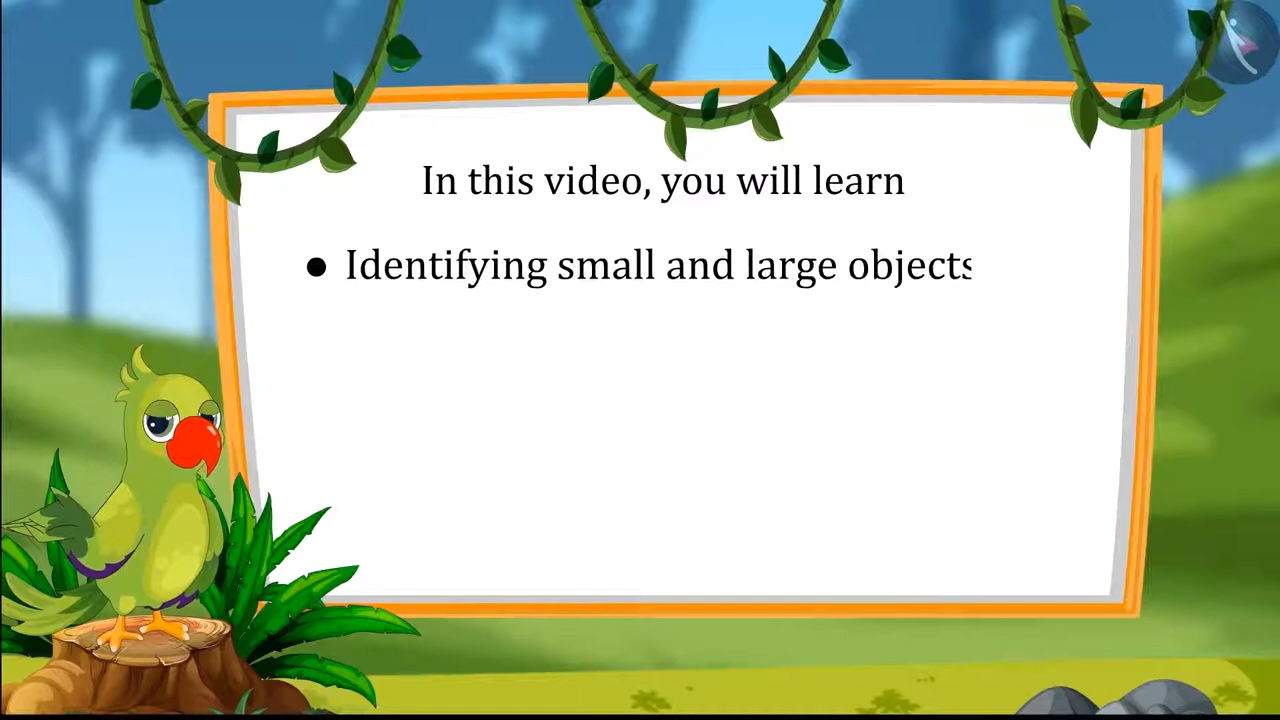 In this video, you will learn
● Identifying small and large objects